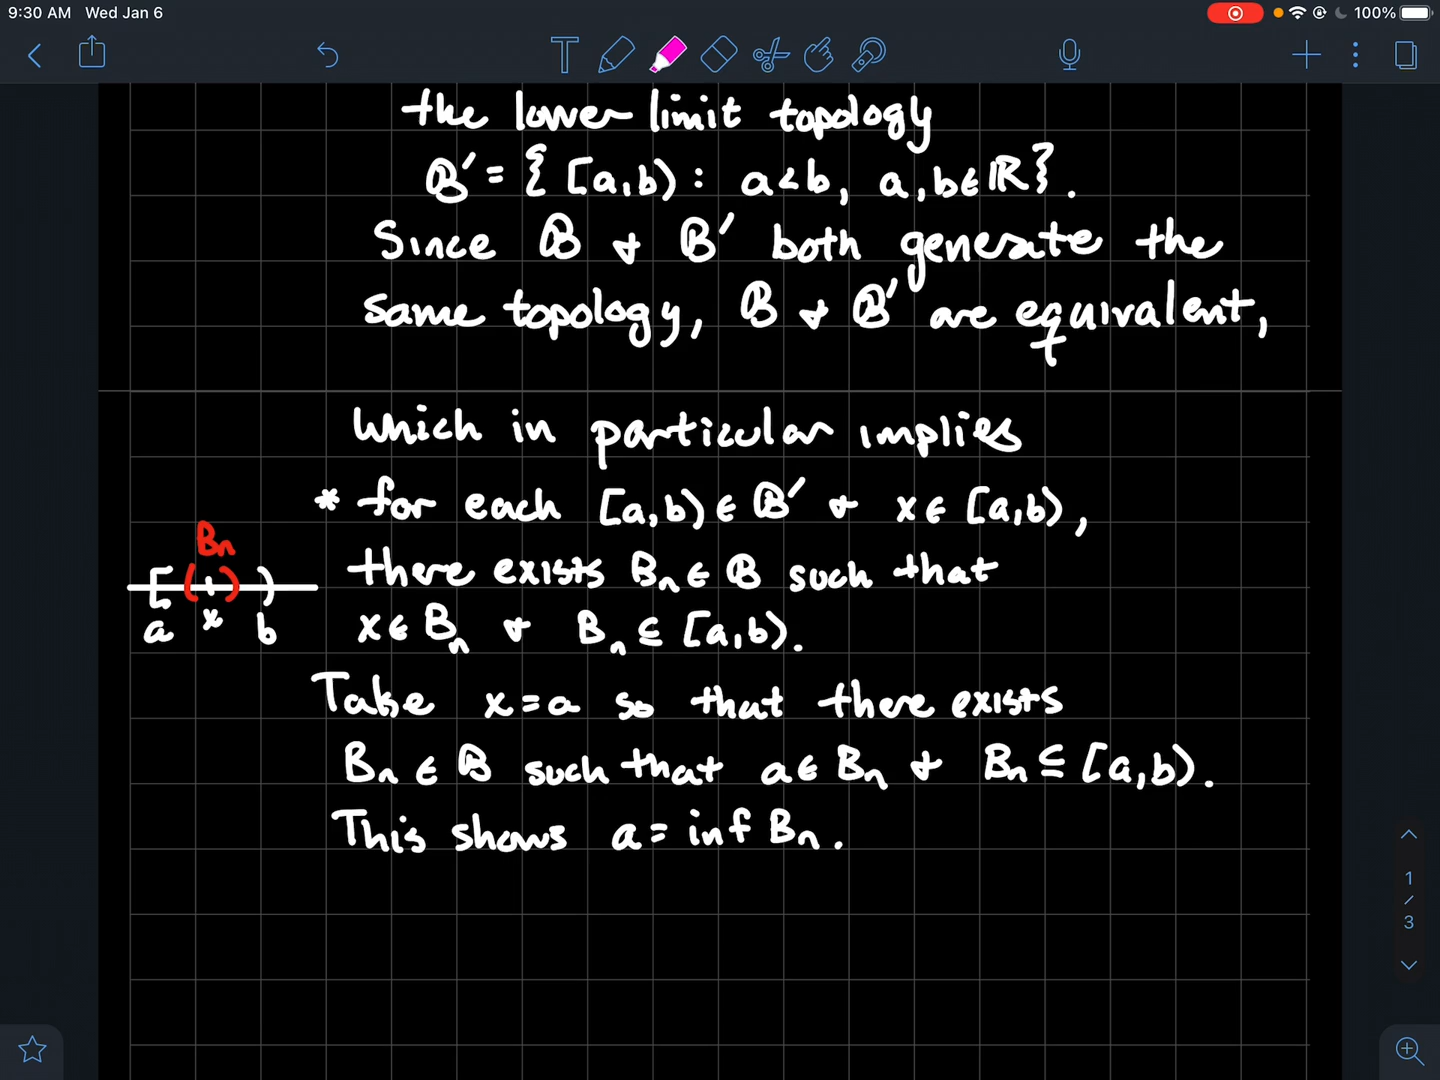 9:30 AM Wed Jan 6
100%
the lower limit topology
𝔹′ = { [a,b) : a<b, a,b∈ℝ}.
Since 𝔹 & 𝔹′ both generate the
same topology, 𝔹 & 𝔹′ are equivalent,
which in particular implies
* for each [a,b) ∈ 𝔹′ & x ∈ [a,b),
there exists Bₙ ∈ 𝔹 such that
x ∈ Bₙ & Bₙ ⊆ [a,b).
Bₙ
[ ( ) )
a x b
Take x = a so that there exists
Bₙ ∈ 𝔹 such that a ∈ Bₙ & Bₙ ⊆ [a,b).
This shows a = inf Bₙ.
1
/
3